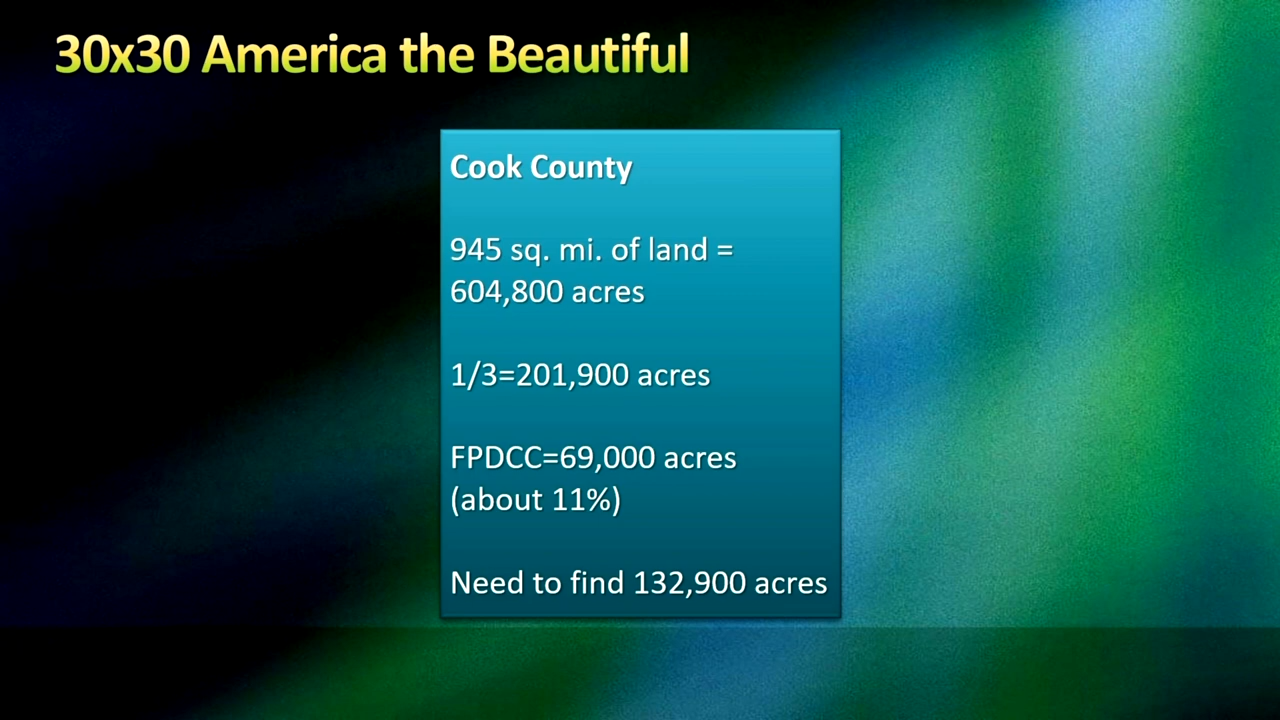 30x30 America the Beautiful
Cook County
945 sq. mi. of land =
604,800 acres
1/3=201,900 acres
FPDCC=69,000 acres
(about 11%)
Need to find 132,900 acres